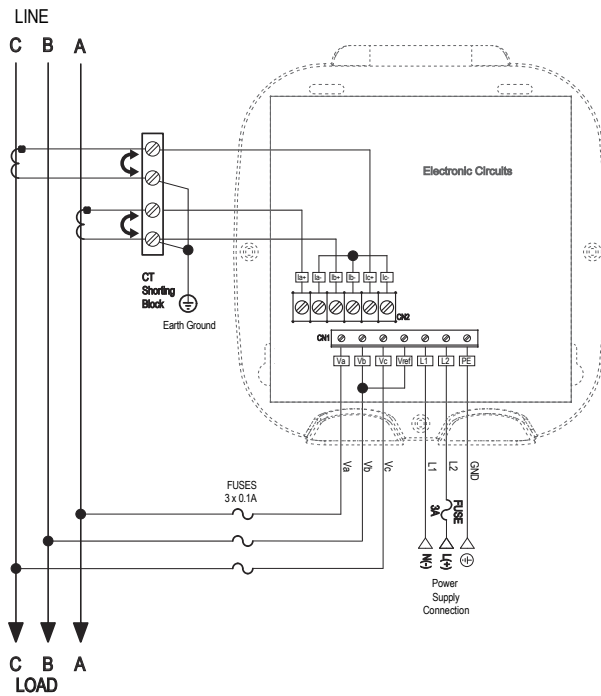 LINE
C B A
Electronic Circuits
CT
Shorting
Block
Earth Ground
Ia+ Ia- Ib+ Ib- Ic+ Ic-
CN2
CN1
Va Vb Vc Vref L1 L2 PE
Va Vb Vc L1 L2 GND
FUSES
3 x 0.1A
FUSE
3A
N(-) L(+)
Power
Supply
Connection
C B A
LOAD